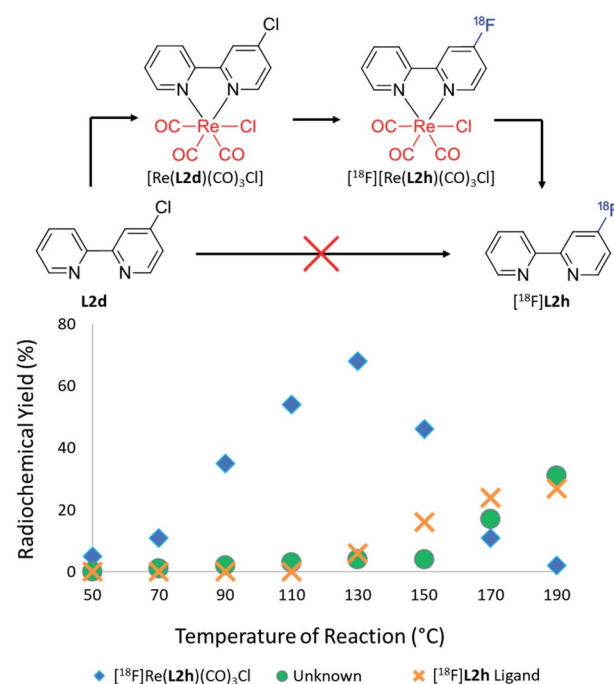 Cl
18F
N
N
N
N
OC
Re
Cl
OC
Re
Cl
OC
CO
OC
CO
[Re(L2d)(CO)3Cl]
[18F][Re(L2h)(CO)3Cl]
Cl
18F
N
N
N
N
L2d
[18F]L2h
Radiochemical Yield (%)
80
60
40
20
0
50 70 90 110 130 150 170 190
Temperature of Reaction (°C)
[18F]Re(L2h)(CO)3Cl Unknown [18F]L2h Ligand